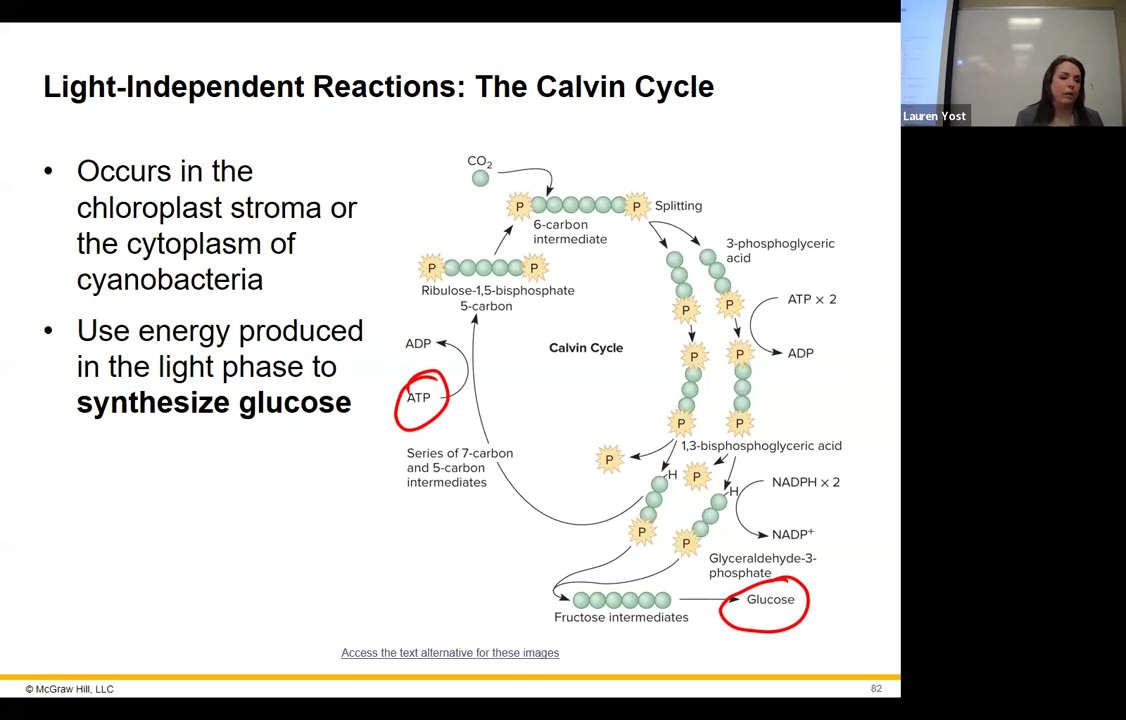 Light-Independent Reactions: The Calvin Cycle
Lauren Yost
• Occurs in the
chloroplast stroma or
the cytoplasm of
cyanobacteria
• Use energy produced
in the light phase to
synthesize glucose
CO2
P
P
Splitting
6-carbon
intermediate
3-phosphoglyceric
acid
P
P
Ribulose-1,5-bisphosphate
5-carbon
P
P
ATP × 2
ADP
Calvin Cycle
ADP
P
P
ATP
P
P
1,3-bisphosphoglyceric acid
Series of 7-carbon
and 5-carbon
intermediates
P
H
P
H
NADPH × 2
P
P
NADP+
Glyceraldehyde-3-
phosphate
Glucose
Fructose intermediates
Access the text alternative for these images
© McGraw Hill, LLC
82